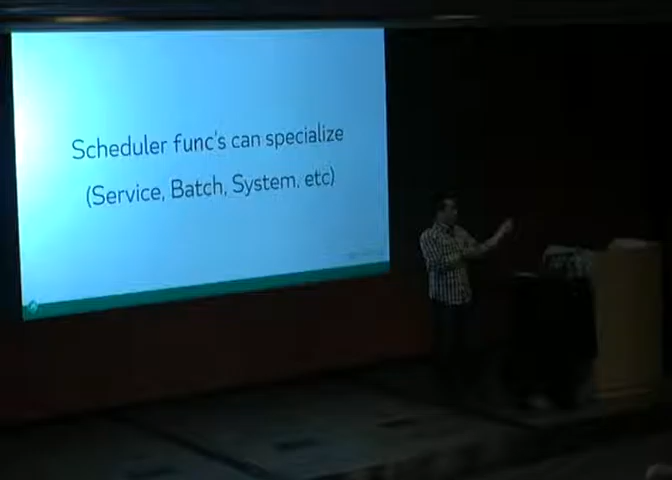 Scheduler func's can specialize
(Service, Batch, System, etc)